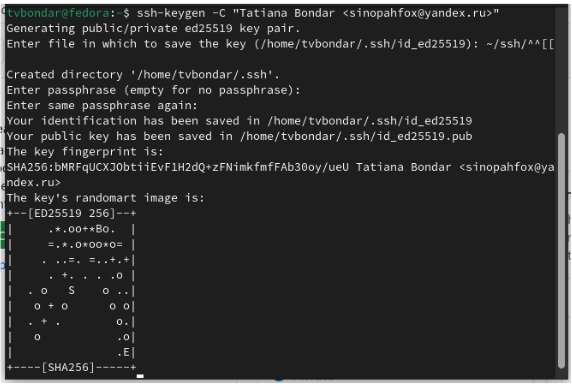 tvbondar@fedora:~$ ssh-keygen -C "Tatiana Bondar <sinopahfox@yandex.ru>"
Generating public/private ed25519 key pair.
Enter file in which to save the key (/home/tvbondar/.ssh/id_ed25519): ~/ssh/^^[[
Created directory '/home/tvbondar/.ssh'.
Enter passphrase (empty for no passphrase):
Enter same passphrase again:
Your identification has been saved in /home/tvbondar/.ssh/id_ed25519
Your public key has been saved in /home/tvbondar/.ssh/id_ed25519.pub
The key fingerprint is:
SHA256:bMRFqUCXJObtiiEvF1H2dQ+zFNimkfmfFAb30oy/ueU Tatiana Bondar <sinopahfox@ya
ndex.ru>
The key's randomart image is:
+--[ED25519 256]--+
|     .*.oo+*Bo.  |
|     =.*.o*oo*o= |
|    . ..=. =..+.+|
|     . +. . . .o |
|  . o   S    o ..|
|   o + o      o o|
|  . + .        o.|
|   o           .o|
|               .E|
+----[SHA256]-----+